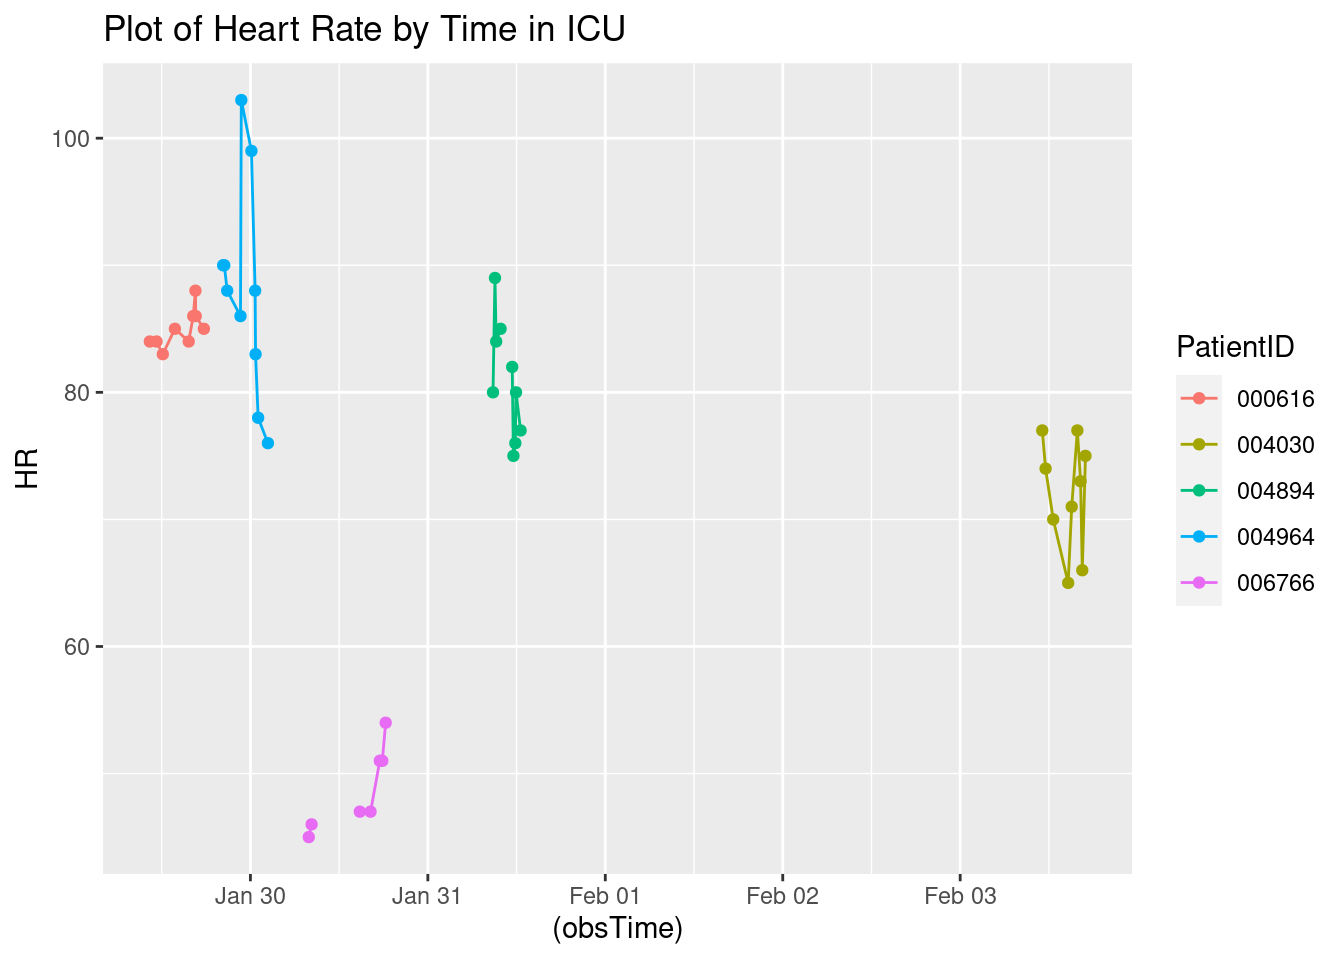 Plot of Heart Rate by Time in ICU
100
80
60
HR
Jan 30
Jan 31
Feb 01
Feb 02
Feb 03
(obsTime)
PatientID
000616
004030
004894
004964
006766